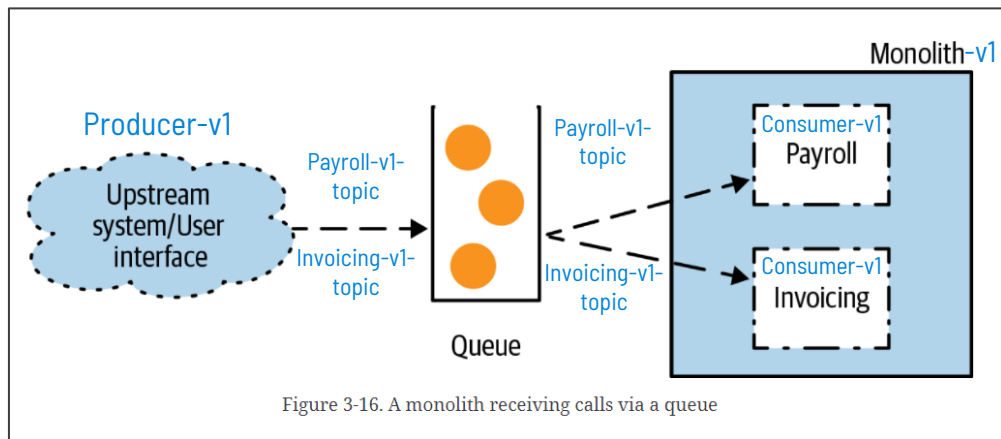 Monolith-v1
Producer-v1
Upstream
system/User
interface
Payroll-v1-
topic
Invoicing-v1-
topic
Queue
Payroll-v1-
topic
Invoicing-v1-
topic
Consumer-v1
Payroll
Consumer-v1
Invoicing
Figure 3-16. A monolith receiving calls via a queue